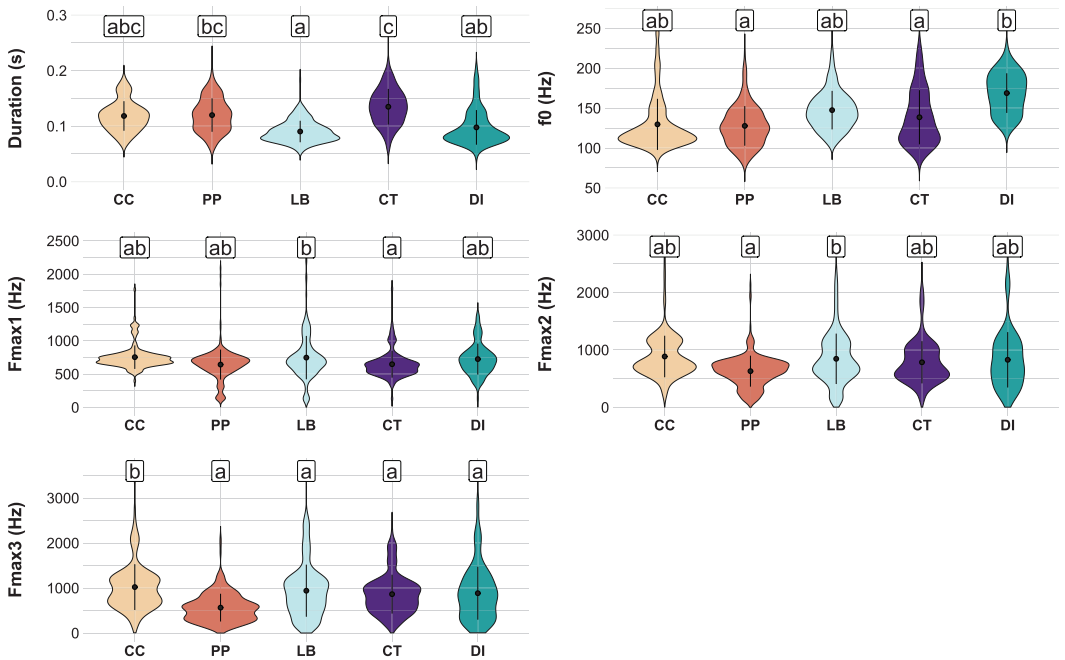 Duration (s)
0.3
0.2
0.1
0.0
abc bc a c ab
CC PP LB CT DI
f0 (Hz)
250
200
150
100
50
ab a ab a b
CC PP LB CT DI
Fmax1 (Hz)
2500
2000
1500
1000
500
0
ab ab b a ab
CC PP LB CT DI
Fmax2 (Hz)
3000
2000
1000
0
ab a b ab ab
CC PP LB CT DI
Fmax3 (Hz)
3000
2000
1000
0
b a a a a
CC PP LB CT DI